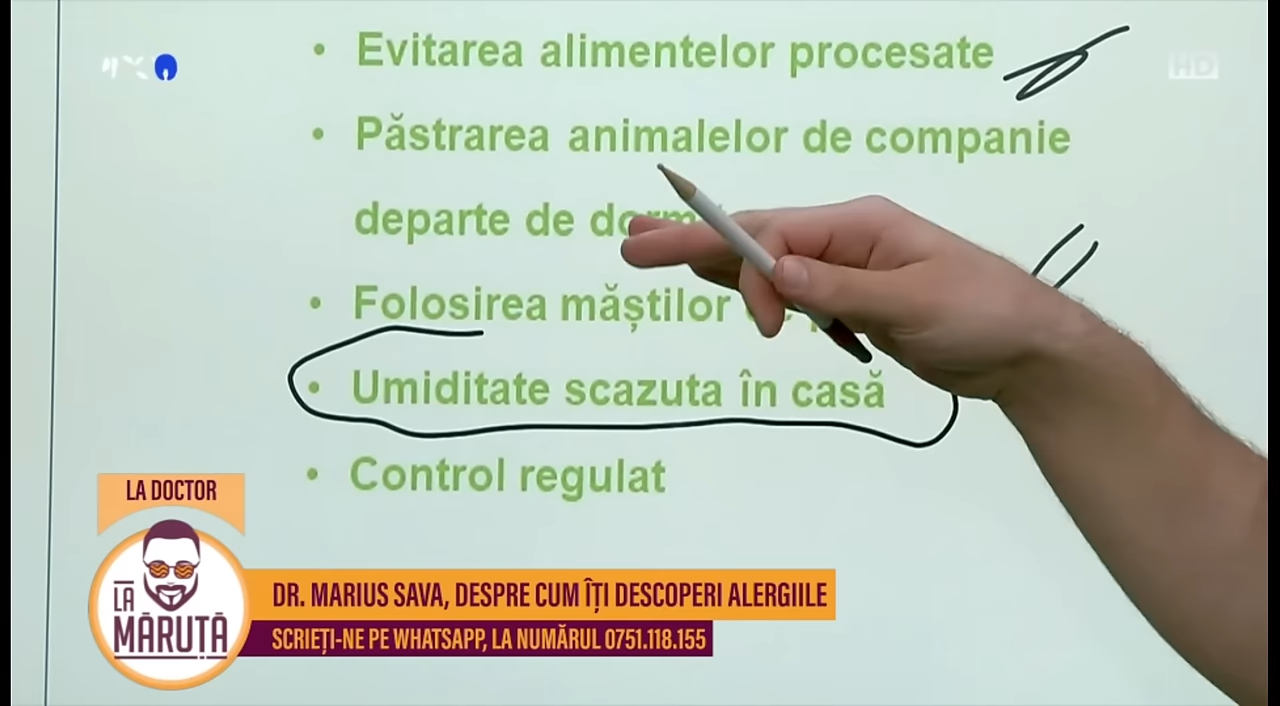 HD
Evitarea alimentelor procesate
Păstrarea animalelor de companie
departe de
Folosirea măștilor
Umiditate scazuta în casă
Control regulat
LA DOCTOR
LA
MĂRUȚĂ
DR. MARIUS SAVA, DESPRE CUM ÎȚI DESCOPERI ALERGIILE
SCRIEȚI-NE PE WHATSAPP, LA NUMĂRUL 0751.118.155